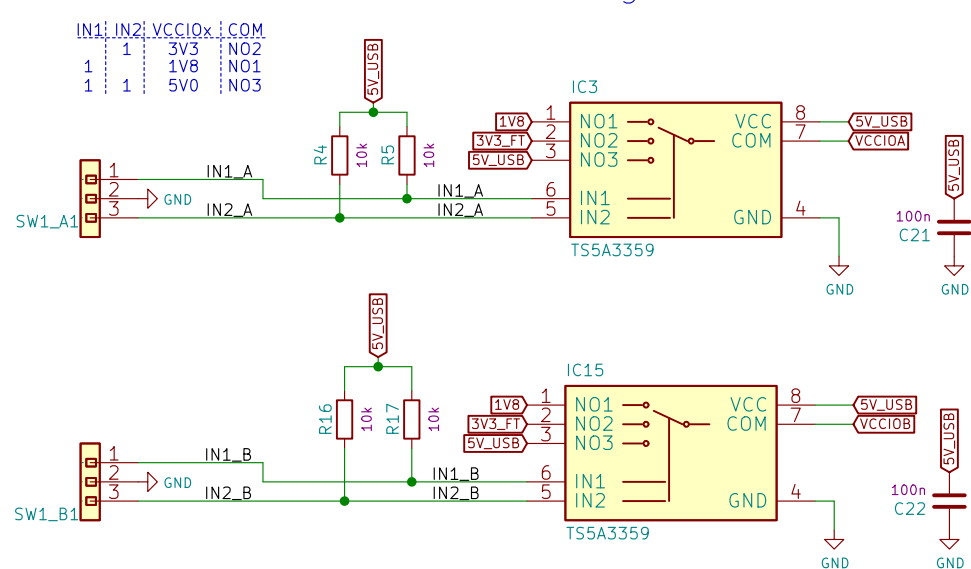 IN1 IN2 VCCIOx COM
1 3V3 NO2
1 1V8 NO1
1 1 5V0 NO3
5V_USB
R4
10k
R5
10k
SW1_A1
1
2
3
GND
IN1_A
IN2_A
IN1_A
IN2_A
IC3
1V8
3V3_FT
5V_USB
1
2
3
6
5
NO1
NO2
NO3
IN1
IN2
VCC
COM
GND
8
7
4
5V_USB
VCCIOA
TS5A3359
GND
5V_USB
100n
C21
GND
5V_USB
R16
10k
R17
10k
SW1_B1
1
2
3
GND
IN1_B
IN2_B
IN1_B
IN2_B
IC15
1V8
3V3_FT
5V_USB
1
2
3
6
5
NO1
NO2
NO3
IN1
IN2
VCC
COM
GND
8
7
4
5V_USB
VCCIOB
TS5A3359
GND
5V_USB
100n
C22
GND